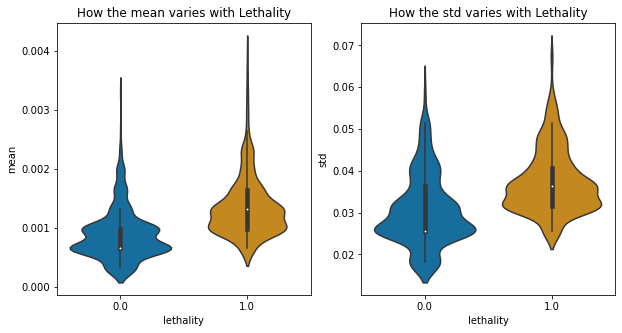 How the mean varies with Lethality
mean
0.004
0.003
0.002
0.001
0.000
0.0 1.0
lethality
How the std varies with Lethality
std
0.07
0.06
0.05
0.04
0.03
0.02
0.0 1.0
lethality